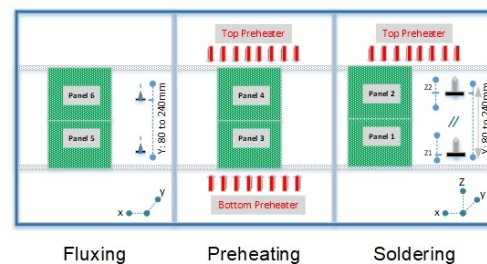 Top Preheater
Top Preheater
Panel 6
Panel 5
Y: 80 to 240mm
Panel 4
Panel 3
Panel 2
Panel 1
Z2
Z1
Y: 80 to 240mm
Bottom Preheater
x
y
x
y
Z
Fluxing
Preheating
Soldering